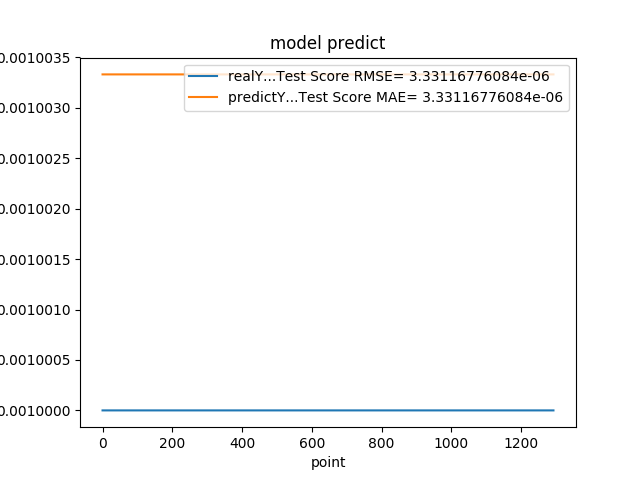 model predict
0.0010035
realY...Test Score RMSE= 3.33116776084e-06
predictY...Test Score MAE= 3.33116776084e-06
0.0010030
0.0010025
0.0010020
0.0010015
0.0010010
0.0010005
0.0010000
0 200 400 600 800 1000 1200
point